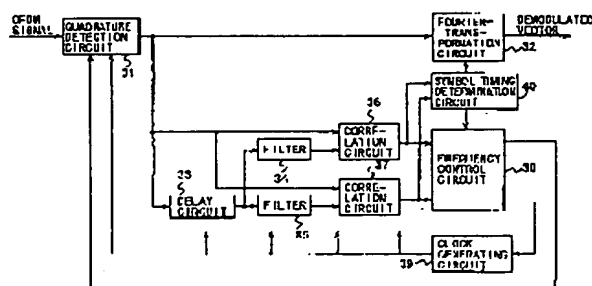 OFDM
SIGNAL
QUADRATURE
DETECTION
CIRCUIT
31
FOURIER-
TRANS-
FORMATION
CIRCUIT
32
DEMODULATED
VECTOR
SYMBOL TIMING
DETERMINATION
CIRCUIT
40
36
CORRE-
LATION
CIRCUIT
FILTER
34
37
CORRE-
LATION
CIRCUIT
FREQUENCY
CONTROL
CIRCUIT
38
33
DELAY
CIRCUIT
FILTER
35
CLOCK
GENERATING
CIRCUIT
39